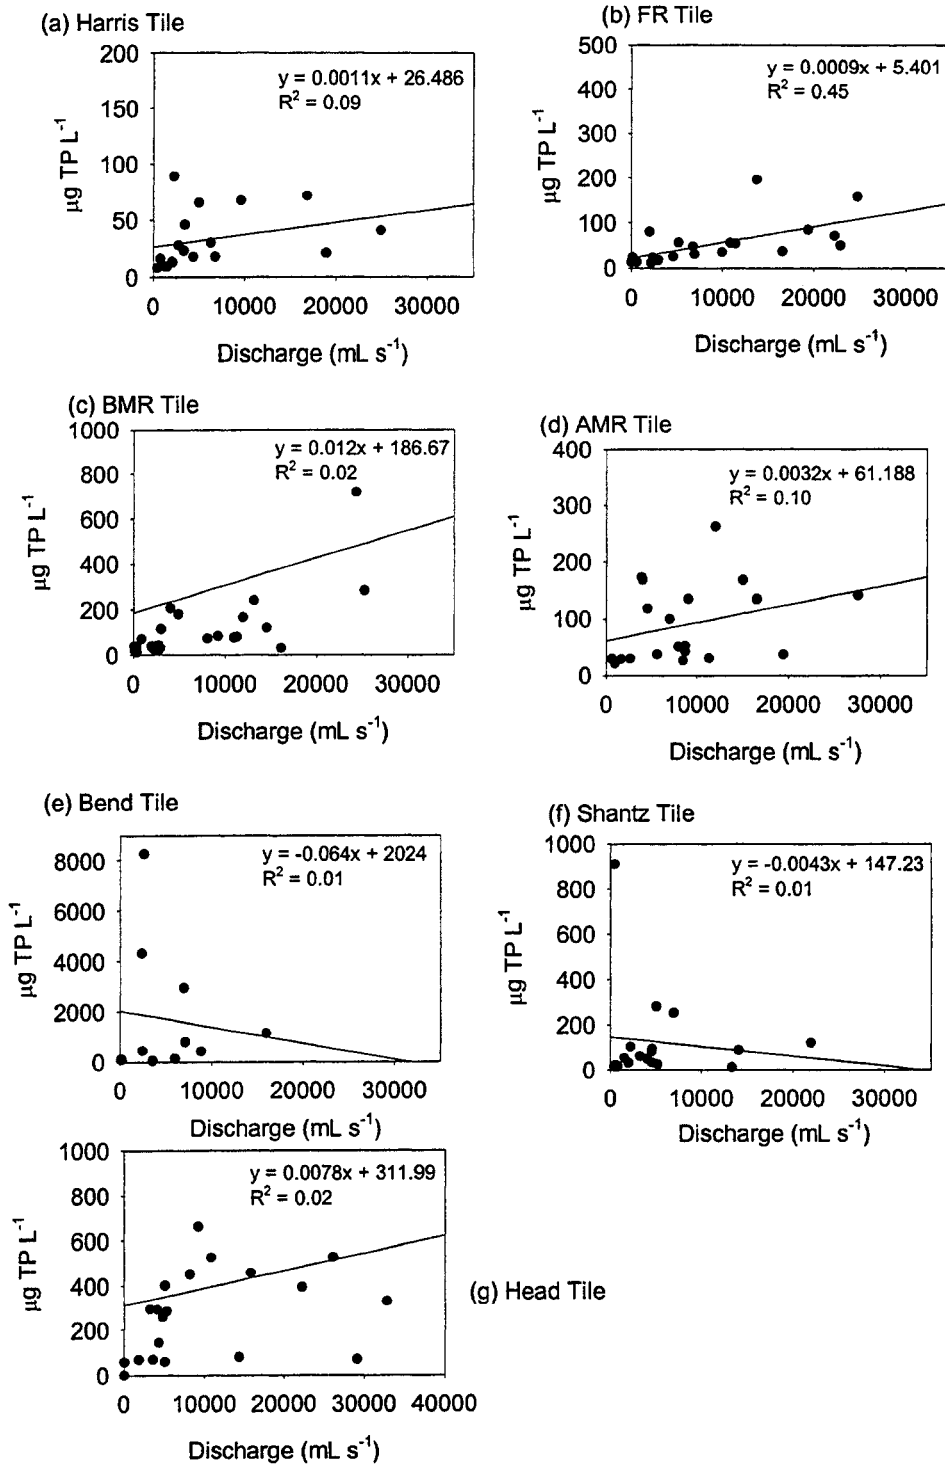 (a) Harris Tile
200
150
100
50
0
µg TP L⁻¹
y = 0.0011x + 26.486
R² = 0.09
0 10000 20000 30000
Discharge (mL s⁻¹)
(b) FR Tile
500
400
300
200
100
0
µg TP L⁻¹
y = 0.0009x + 5.401
R² = 0.45
0 10000 20000 30000
Discharge (mL s⁻¹)
(c) BMR Tile
1000
800
600
400
200
0
µg TP L⁻¹
y = 0.012x + 186.67
R² = 0.02
0 10000 20000 30000
Discharge (mL s⁻¹)
(d) AMR Tile
400
300
200
100
0
µg TP L⁻¹
y = 0.0032x + 61.188
R² = 0.10
0 10000 20000 30000
Discharge (mL s⁻¹)
(e) Bend Tile
8000
6000
4000
2000
0
µg TP L⁻¹
y = -0.064x + 2024
R² = 0.01
0 10000 20000 30000
Discharge (mL s⁻¹)
(f) Shantz Tile
1000
800
600
400
200
0
µg TP L⁻¹
y = -0.0043x + 147.23
R² = 0.01
0 10000 20000 30000
Discharge (mL s⁻¹)
1000
800
600
400
200
0
µg TP L⁻¹
y = 0.0078x + 311.99
R² = 0.02
0 10000 20000 30000 40000
Discharge (mL s⁻¹)
(g) Head Tile